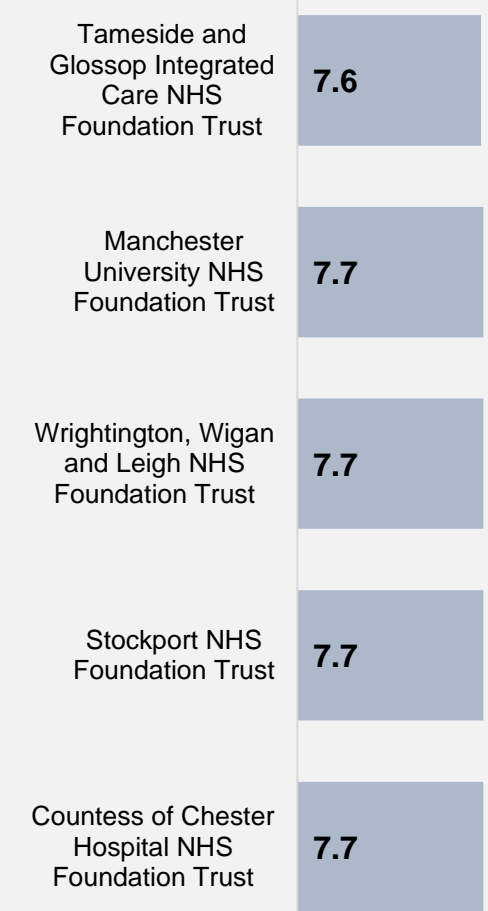 Tameside and
Glossop Integrated
Care NHS
Foundation Trust
7.6
Manchester
University NHS
Foundation Trust
7.7
Wrightington, Wigan
and Leigh NHS
Foundation Trust
7.7
Stockport NHS
Foundation Trust
7.7
Countess of Chester
Hospital NHS
Foundation Trust
7.7